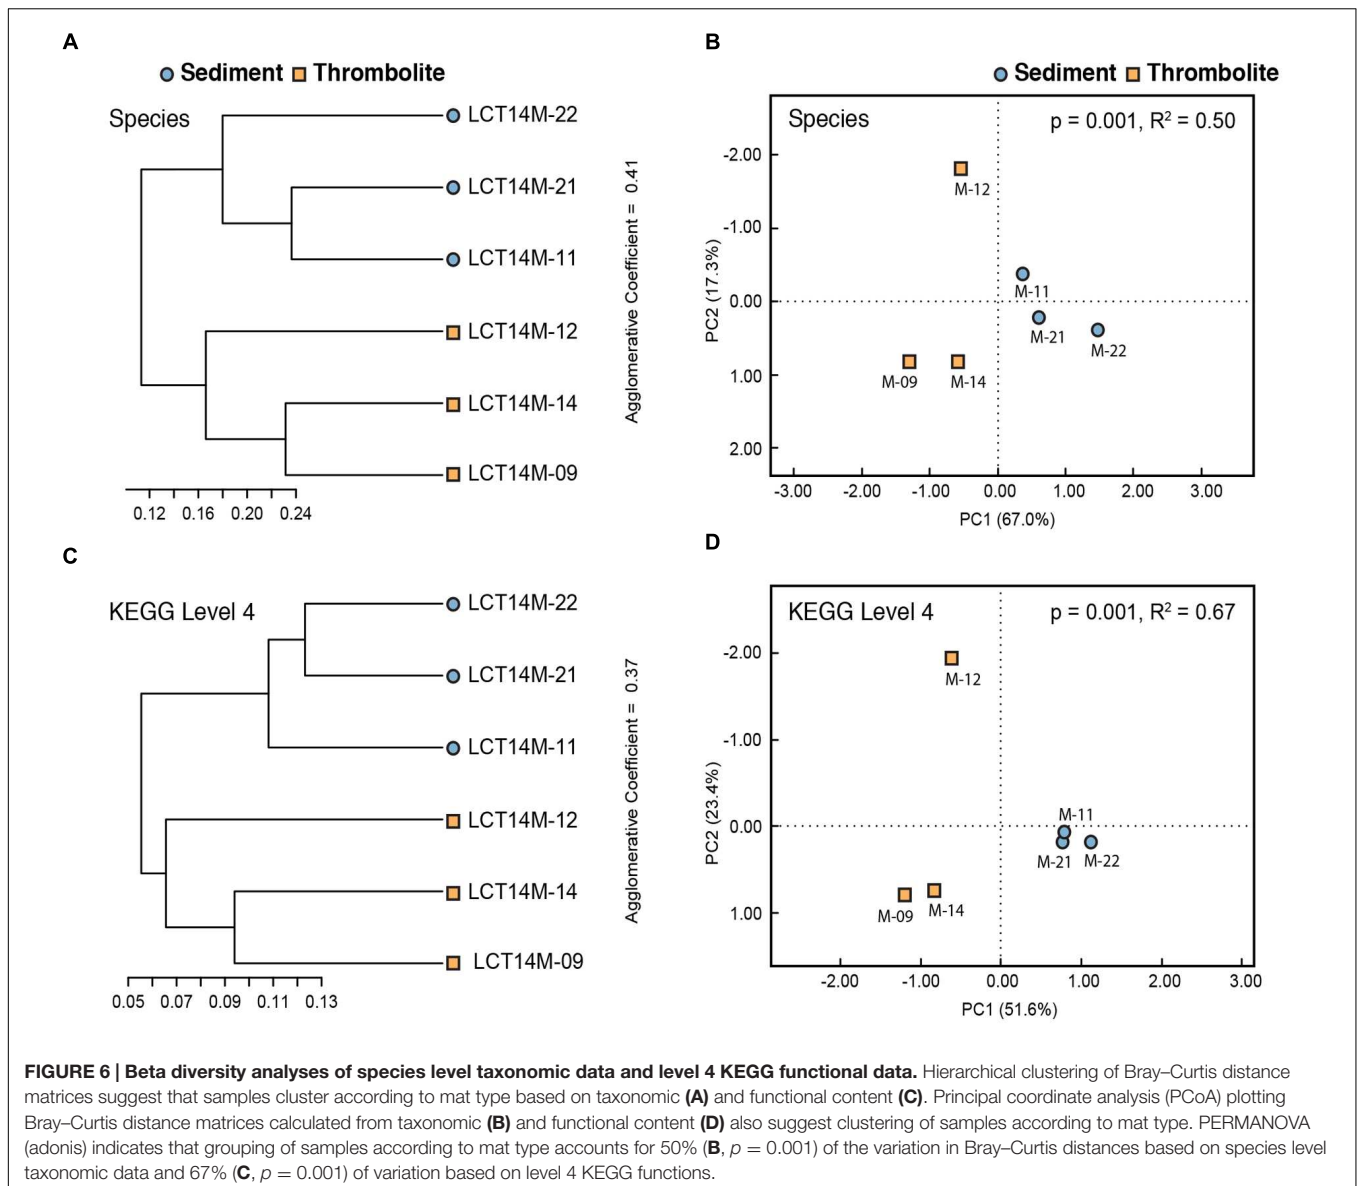 A
Sediment Thrombolite
Species
LCT14M-22
LCT14M-21
LCT14M-11
LCT14M-12
LCT14M-14
LCT14M-09
Agglomerative Coefficient = 0.41
0.12 0.16 0.20 0.24
B
Sediment Thrombolite
Species
p = 0.001, R² = 0.50
-2.00
-1.00
0.00
1.00
2.00
PC2 (17.3%)
M-12
M-11
M-21
M-22
M-09
M-14
-3.00 -2.00 -1.00 0.00 1.00 2.00 3.00
PC1 (67.0%)
C
KEGG Level 4
LCT14M-22
LCT14M-21
LCT14M-11
LCT14M-12
LCT14M-14
LCT14M-09
Agglomerative Coefficient = 0.37
0.05 0.07 0.09 0.11 0.13
D
KEGG Level 4
p = 0.001, R² = 0.67
-2.00
-1.00
0.00
1.00
PC2 (23.4%)
M-12
M-11
M-21
M-22
M-09
M-14
-2.00 -1.00 0.00 1.00 2.00 3.00
PC1 (51.6%)
FIGURE 6 | Beta diversity analyses of species level taxonomic data and level 4 KEGG functional data. Hierarchical clustering of Bray–Curtis distance
matrices suggest that samples cluster according to mat type based on taxonomic (A) and functional content (C). Principal coordinate analysis (PCoA) plotting
Bray–Curtis distance matrices calculated from taxonomic (B) and functional content (D) also suggest clustering of samples according to mat type. PERMANOVA
(adonis) indicates that grouping of samples according to mat type accounts for 50% (B, p = 0.001) of the variation in Bray–Curtis distances based on species level
taxonomic data and 67% (C, p = 0.001) of variation based on level 4 KEGG functions.